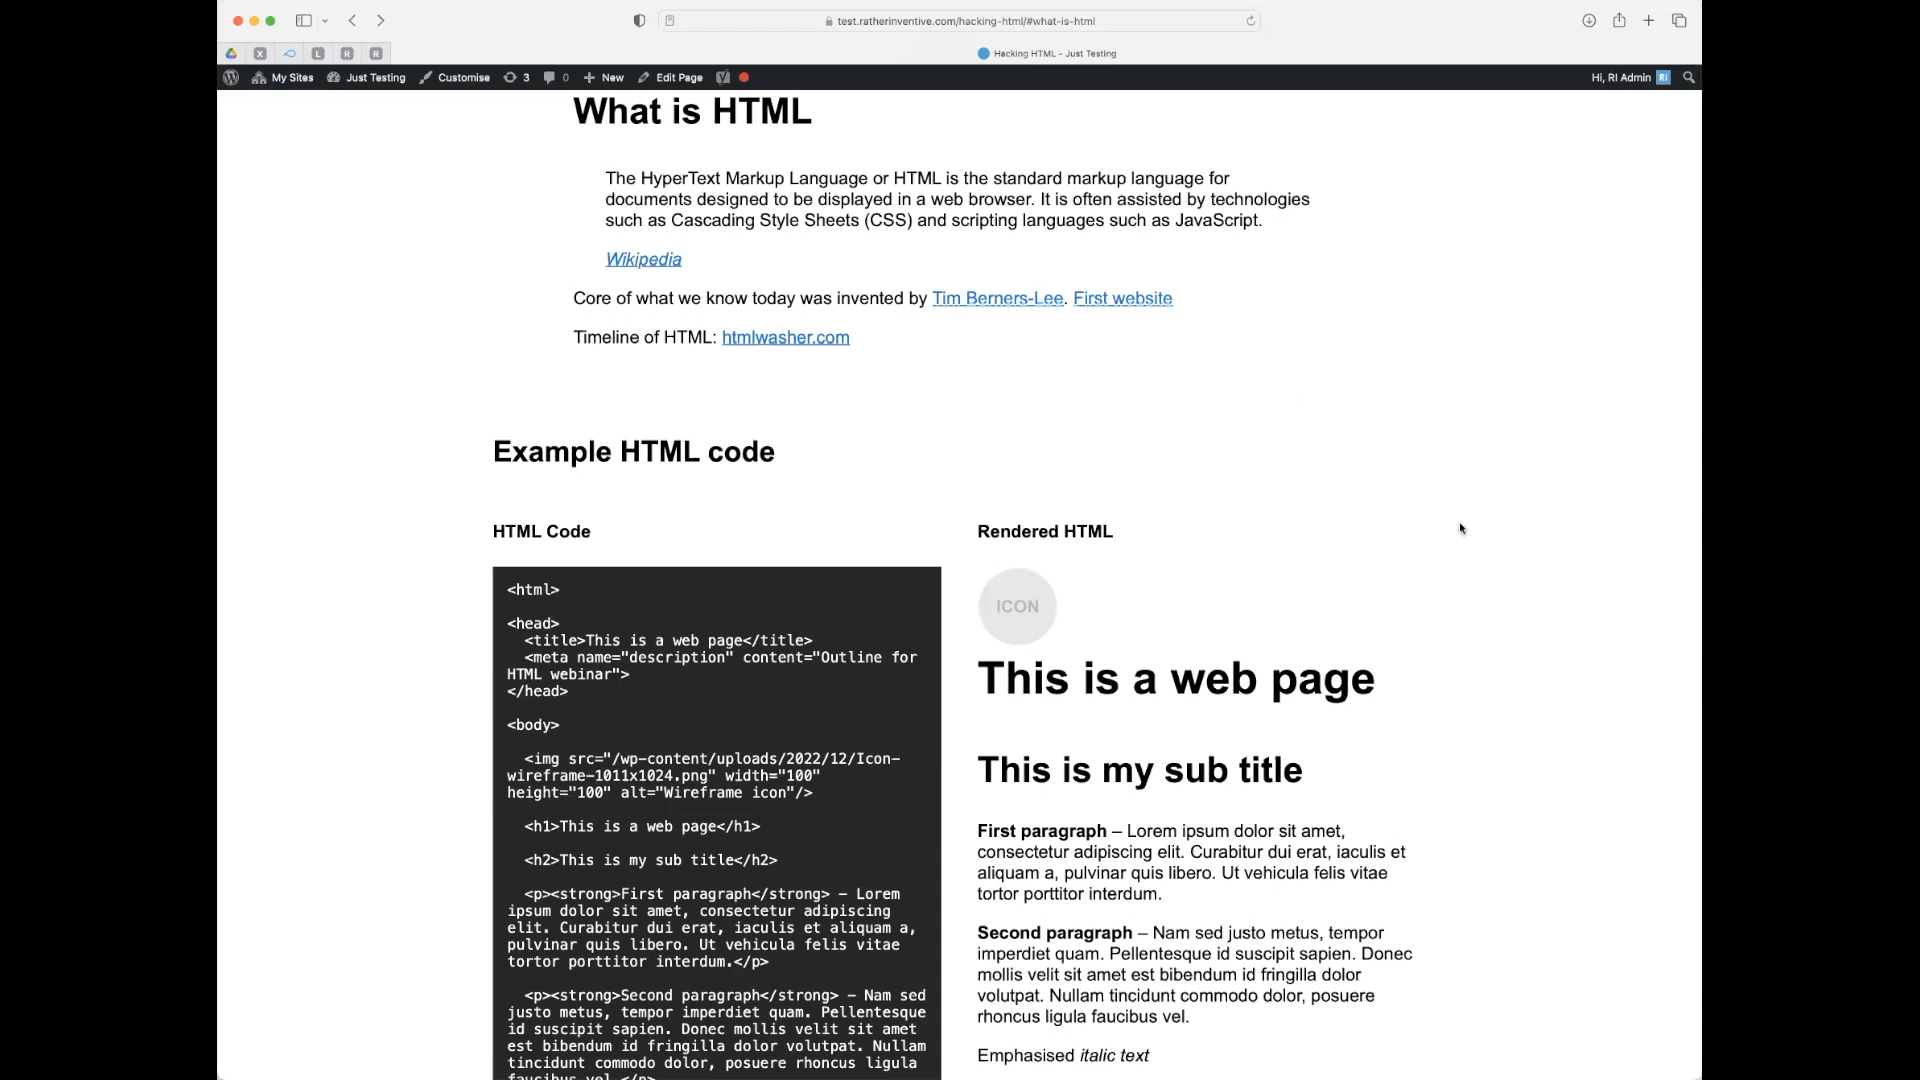 test.ratherinventive.com/hacking-html/#what-is-html
X
L
R
R
Hacking HTML - Just Testing
My Sites
Just Testing
Customise
3
0
New
Edit Page
Hi, RI Admin
Ri
What is HTML
The HyperText Markup Language or HTML is the standard markup language for
documents designed to be displayed in a web browser. It is often assisted by technologies
such as Cascading Style Sheets (CSS) and scripting languages such as JavaScript.
Wikipedia
Core of what we know today was invented by Tim Berners-Lee. First website
Timeline of HTML: htmlwasher.com
Example HTML code
HTML Code
<html>
<head>
<title>This is a web page</title>
<meta name="description" content="Outline for
HTML webinar">
</head>
<body>
<img src="/wp-content/uploads/2022/12/Icon-
wireframe-1011x1024.png" width="100"
height="100" alt="Wireframe icon"/>
<h1>This is a web page</h1>
<h2>This is my sub title</h2>
<p><strong>First paragraph</strong> – Lorem
ipsum dolor sit amet, consectetur adipiscing
elit. Curabitur dui erat, iaculis et aliquam a,
pulvinar quis libero. Ut vehicula felis vitae
tortor porttitor interdum.</p>
<p><strong>Second paragraph</strong> – Nam sed
justo metus, tempor imperdiet quam. Pellentesque
id suscipit sapien. Donec mollis velit sit amet
est bibendum id fringilla dolor volutpat. Nullam
tincidunt commodo dolor, posuere rhoncus ligula
faucibus vel.</p>
Rendered HTML
ICON
This is a web page
This is my sub title
First paragraph – Lorem ipsum dolor sit amet,
consectetur adipiscing elit. Curabitur dui erat, iaculis et
aliquam a, pulvinar quis libero. Ut vehicula felis vitae
tortor porttitor interdum.
Second paragraph – Nam sed justo metus, tempor
imperdiet quam. Pellentesque id suscipit sapien. Donec
mollis velit sit amet est bibendum id fringilla dolor
volutpat. Nullam tincidunt commodo dolor, posuere
rhoncus ligula faucibus vel.
Emphasised italic text